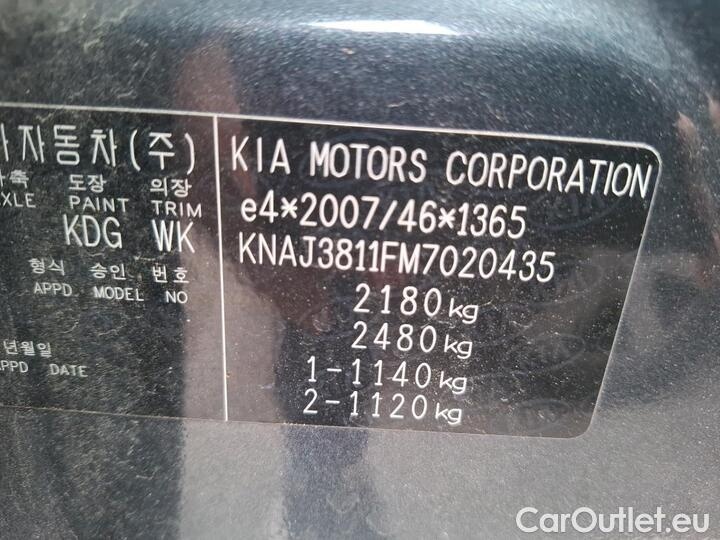 자동차(주)
축 도장 의장
AXLE PAINT TRIM
KDG WK
형식 승인 번호
APPD MODEL NO
년월일
APPD DATE
KIA MOTORS CORPORATION
e4*2007/46*1365
KNAJ3811FM7020435
2180kg
2480kg
1-1140kg
2-1120kg
CarOutlet.eu